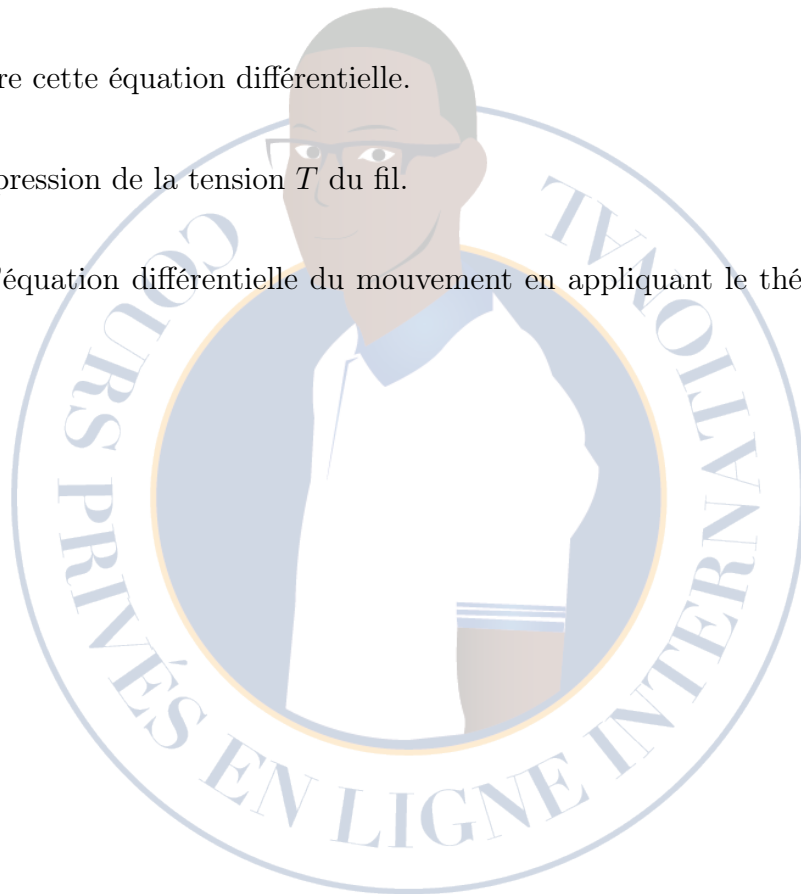 re cette équation différentielle.
pression de la tension T du fil.
'équation différentielle du mouvement en appliquant le thé
COURS PRIVÉS EN LIGNE INTERNATIONAL